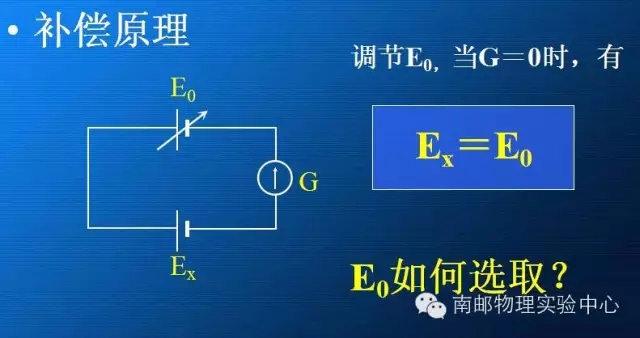 • 补偿原理
调节E₀, 当G＝0时，有
E₀
Eₓ＝E₀
G
Eₓ
E₀如何选取？
南邮物理实验中心